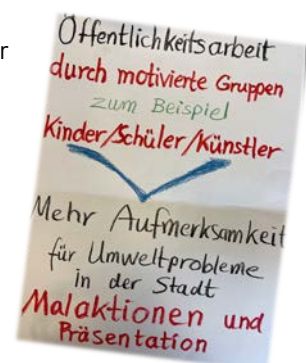 r
Öffentlichkeitsarbeit
durch motivierte Gruppen
zum Beispiel
Kinder/Schüler/Künstler
Mehr Aufmerksamkeit
für Umweltprobleme
in der Stadt
Malaktionen und
Präsentation